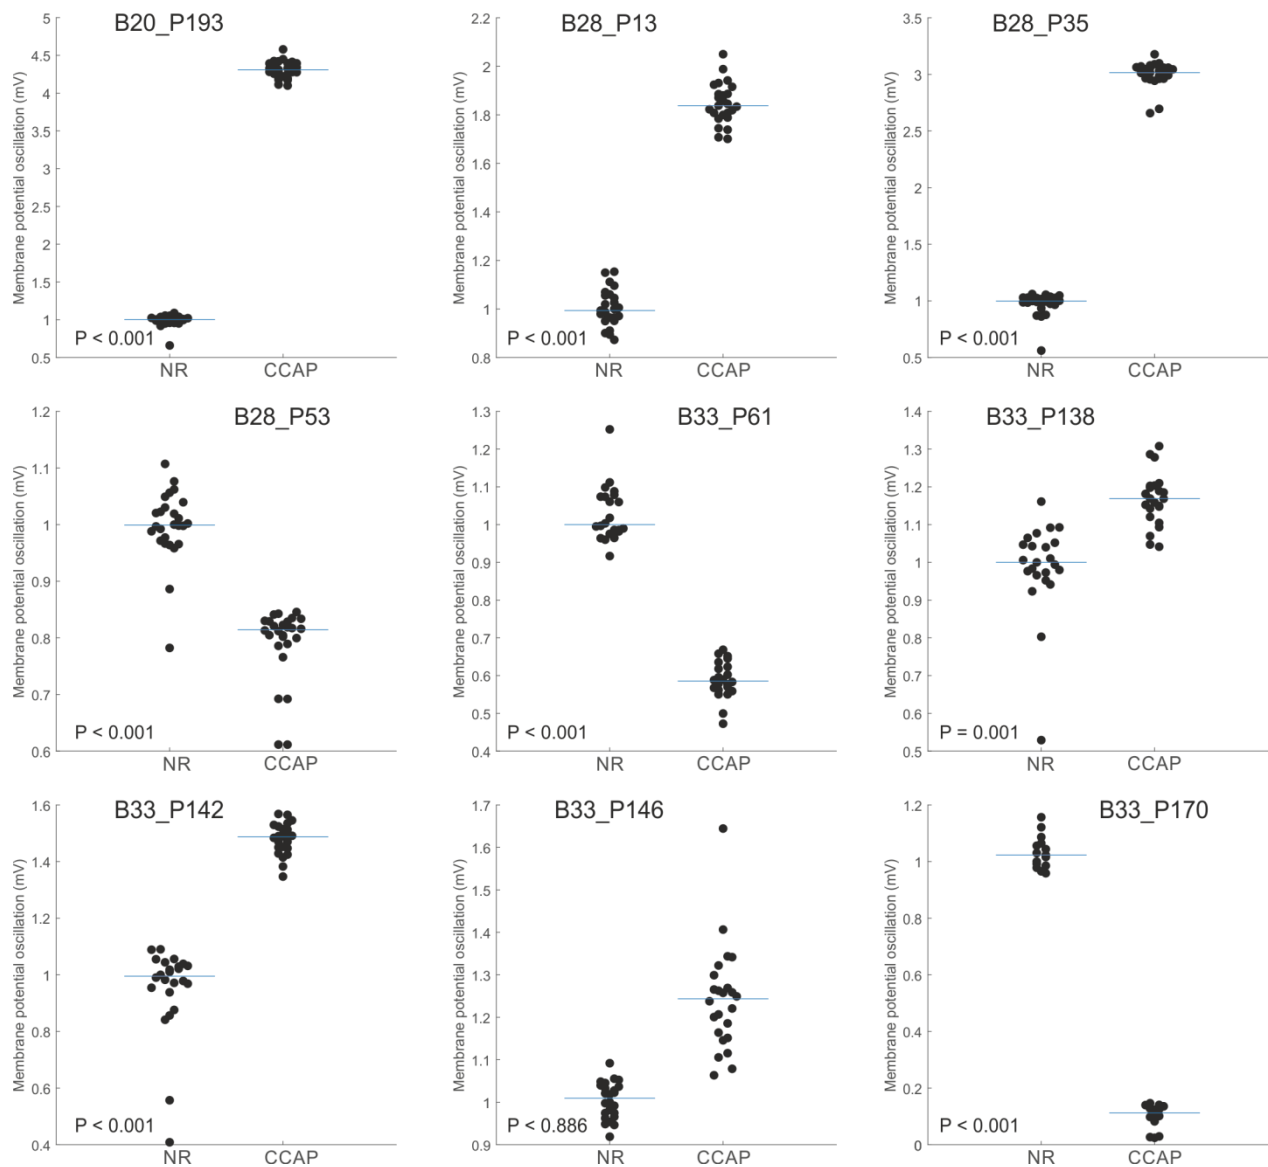 B20_P193
Membrane potential oscillation (mV)
5
4.5
4
3.5
3
2.5
2
1.5
1
0.5
P < 0.001
NR CCAP
B28_P13
Membrane potential oscillation (mV)
2.2
2
1.8
1.6
1.4
1.2
1
0.8
P < 0.001
NR CCAP
B28_P35
Membrane potential oscillation (mV)
3.5
3
2.5
2
1.5
1
0.5
P < 0.001
NR CCAP
B28_P53
Membrane potential oscillation (mV)
1.2
1.1
1
0.9
0.8
0.7
0.6
P < 0.001
NR CCAP
B33_P61
Membrane potential oscillation (mV)
1.3
1.2
1.1
1
0.9
0.8
0.7
0.6
0.5
0.4
P < 0.001
NR CCAP
B33_P138
Membrane potential oscillation (mV)
1.4
1.3
1.2
1.1
1
0.9
0.8
0.7
0.6
0.5
P = 0.001
NR CCAP
B33_P142
Membrane potential oscillation (mV)
1.6
1.4
1.2
1
0.8
0.6
0.4
P < 0.001
NR CCAP
B33_P146
Membrane potential oscillation (mV)
1.7
1.6
1.5
1.4
1.3
1.2
1.1
1
0.9
P < 0.886
NR CCAP
B33_P170
Membrane potential oscillation (mV)
1.2
1
0.8
0.6
0.4
0.2
0
P < 0.001
NR CCAP